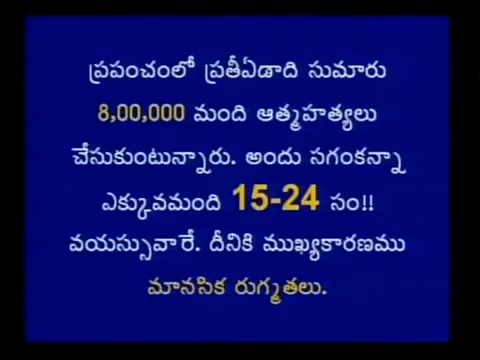 ప్రపంచంలో ప్రతీఏడాది సుమారు
8,00,000 మంది ఆత్మహత్యలు
చేసుకుంటున్నారు. అందు సగంకన్నా
ఎక్కువమంది 15-24 సం!!
వయస్సువారే. దీనికి ముఖ్యకారణము
మానసిక రుగ్మతలు.